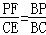 PF/CE = BP/BC